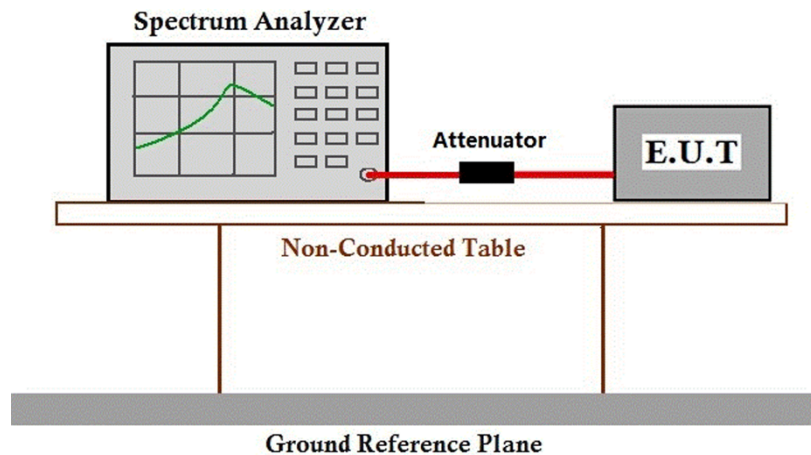 Spectrum Analyzer
Attenuator
E.U.T
Non-Conducted Table
Ground Reference Plane